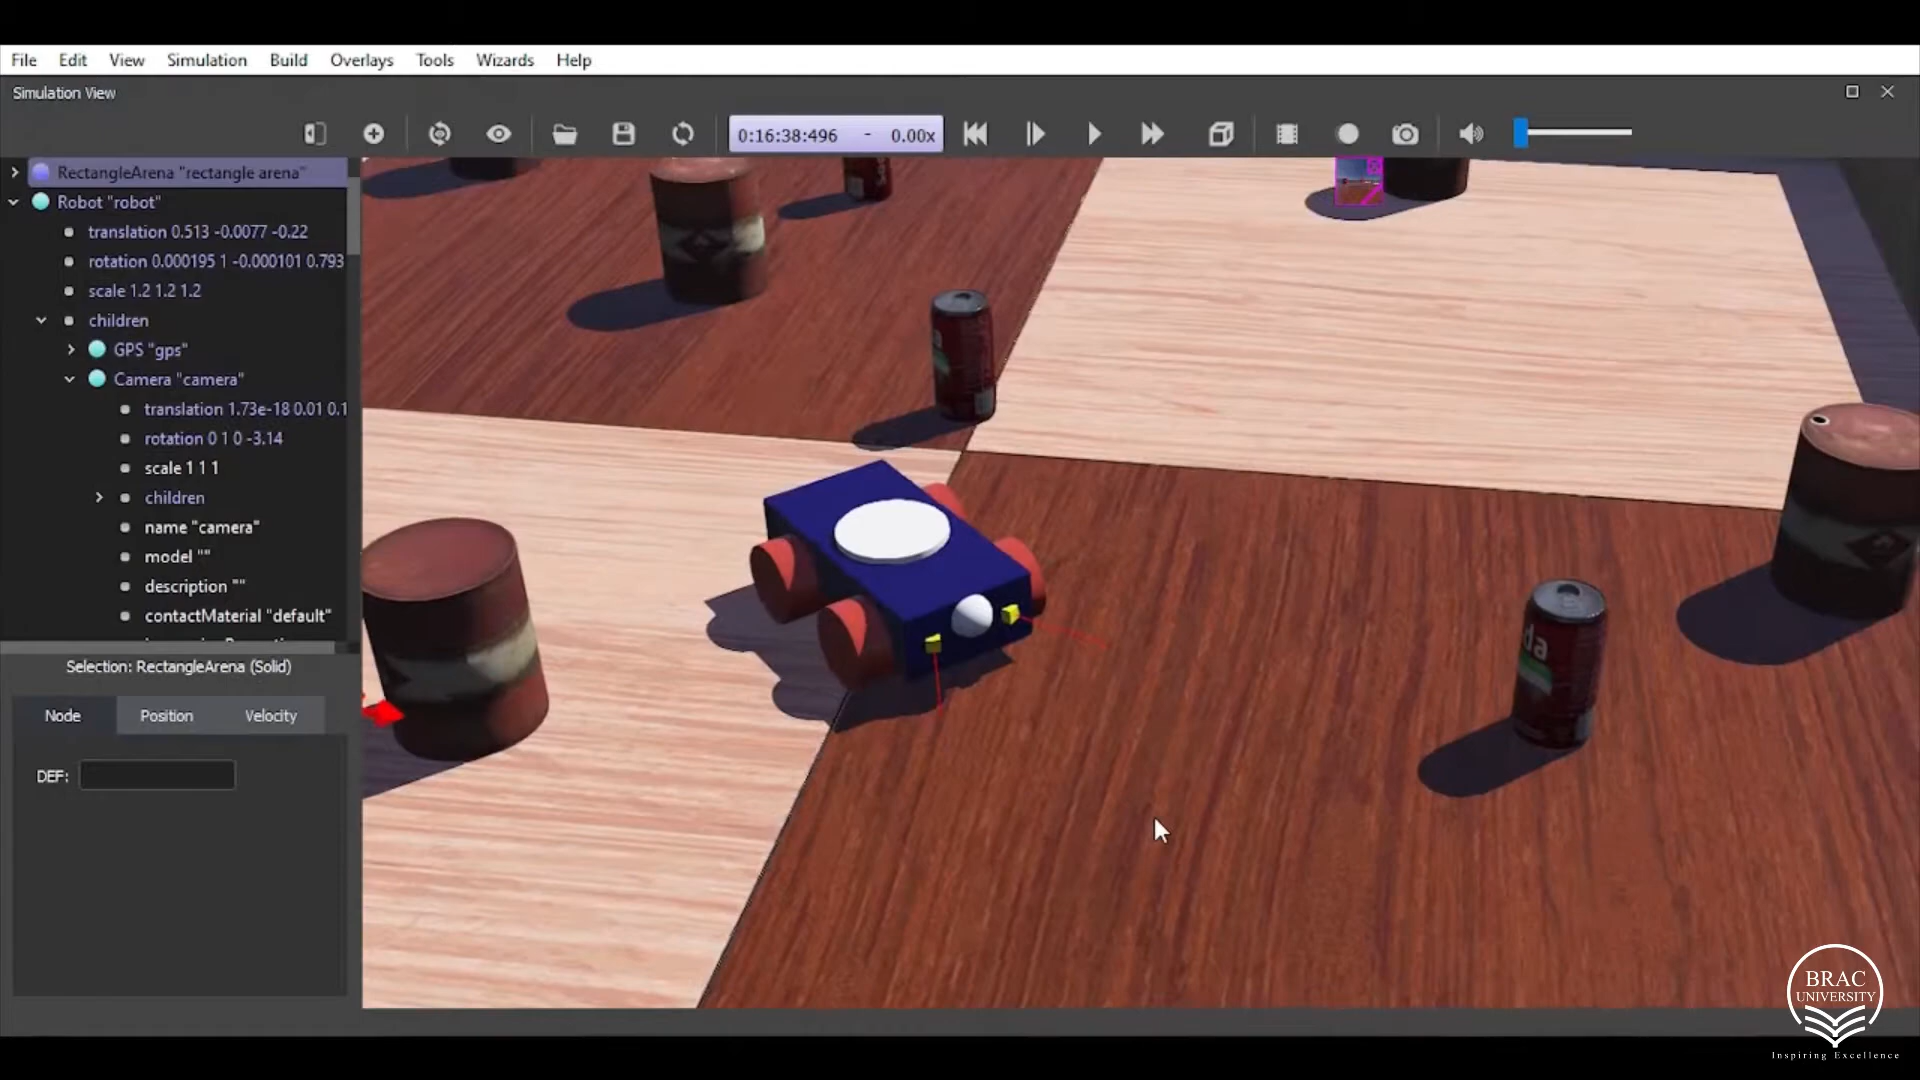 File Edit View Simulation Build Overlays Tools Wizards Help
Simulation View
0:16:38:496 - 0.00x
RectangleArena "rectangle arena"
Robot "robot"
translation 0.513 -0.0077 -0.22
rotation 0.000195 1 -0.000101 0.793
scale 1.2 1.2 1.2
children
GPS "gps"
Camera "camera"
translation 1.73e-18 0.01 0.1
rotation 0 1 0 -3.14
scale 1 1 1
children
name "camera"
model ""
description ""
contactMaterial "default"
Selection: RectangleArena (Solid)
Node Position Velocity
DEF:
da
BRAC
UNIVERSITY
Inspiring Excellence